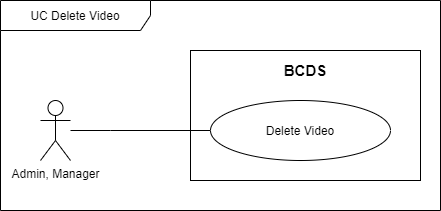 UC Delete Video
BCDS
Delete Video
Admin, Manager